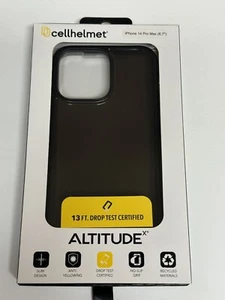 cellhelmet
iPhone 14 Pro Max (6.7")
13 FT. DROP TEST CERTIFIED
ALTITUDE X
SLIM DESIGN
ANTI-YELLOWING
DROP TEST CERTIFIED
NO-SLIP GRIP
RECYCLED MATERIALS